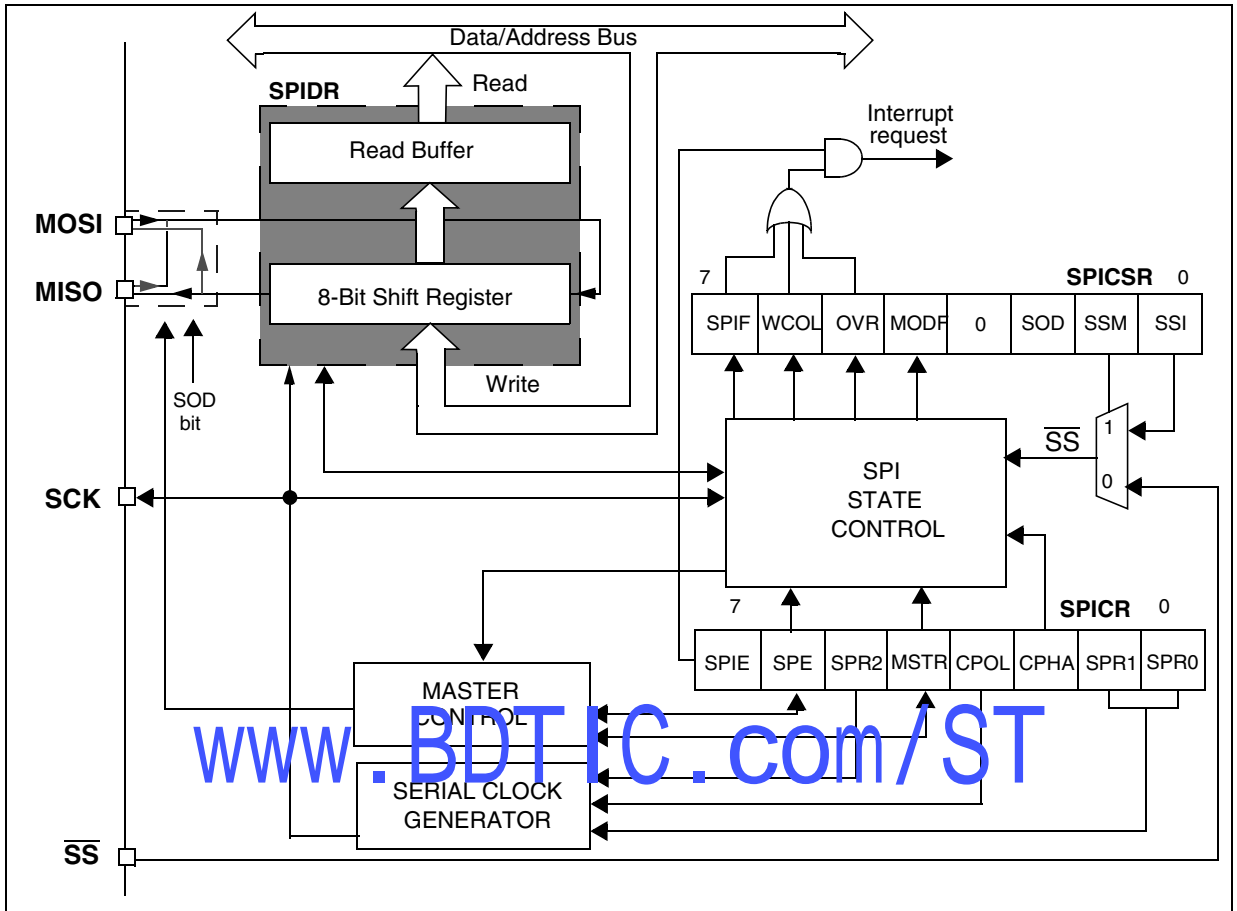 Data/Address Bus
SPIDR
Read
Read Buffer
Interrupt
request
MOSI
MISO
8-Bit Shift Register
7 SPICSR 0
SPIF WCOL OVR MODF 0 SOD SSM SSI
Write
SOD
bit
1
SS
0
SCK
SPI
STATE
CONTROL
7 SPICR 0
SPIE SPE SPR2 MSTR CPOL CPHA SPR1 SPR0
MASTER
CONTROL
www.BDTIC.com/ST
SERIAL CLOCK
GENERATOR
SS